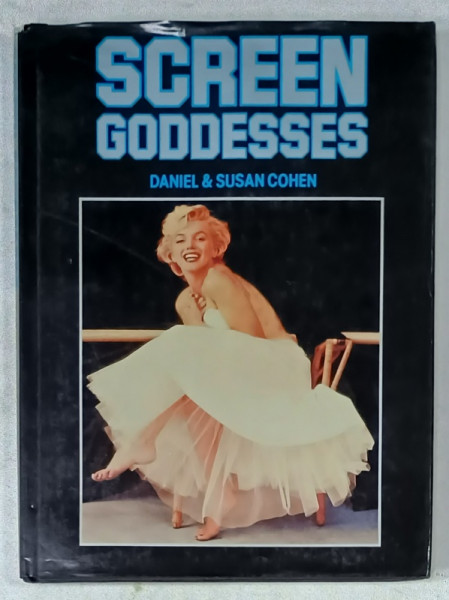 SCREEN
GODDESSES
DANIEL & SUSAN COHEN